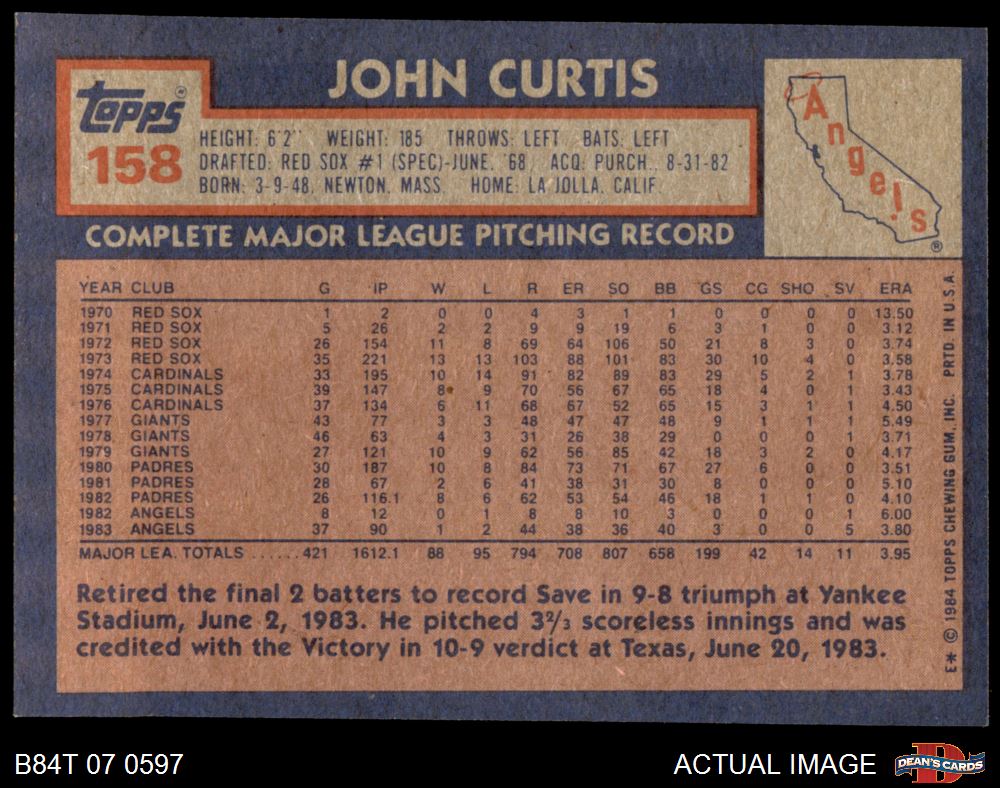 JOHN CURTIS
Topps®
158
HEIGHT: 6'2" WEIGHT: 185 THROWS: LEFT BATS: LEFT
DRAFTED: RED SOX #1 (SPEC)-JUNE, '68 ACQ: PURCH., 8-31-82
BORN: 3-9-48, NEWTON, MASS. HOME: LA JOLLA, CALIF.
Angels
®
COMPLETE MAJOR LEAGUE PITCHING RECORD
YEAR CLUB G IP W L R ER SO BB GS CG SHO SV ERA
1970 RED SOX 1 2 0 0 4 3 1 1 0 0 0 0 13.50
1971 RED SOX 5 26 2 2 9 9 19 6 3 1 0 0 3.12
1972 RED SOX 26 154 11 8 69 64 106 50 21 8 3 0 3.74
1973 RED SOX 35 221 13 13 103 88 101 83 30 10 4 0 3.58
1974 CARDINALS 33 195 10 14 91 82 89 83 29 5 2 1 3.78
1975 CARDINALS 39 147 8 9 70 56 67 65 18 4 0 1 3.43
1976 CARDINALS 37 134 6 11 68 67 52 65 15 3 1 1 4.50
1977 GIANTS 43 77 3 3 48 47 47 48 9 1 1 1 5.49
1978 GIANTS 46 63 4 3 31 26 38 29 0 0 0 1 3.71
1979 GIANTS 27 121 10 9 62 56 85 42 18 3 2 0 4.17
1980 PADRES 30 187 10 8 84 73 71 67 27 6 0 0 3.51
1981 PADRES 28 67 2 6 41 38 31 30 8 0 0 0 5.10
1982 PADRES 26 116.1 8 6 62 53 54 46 18 1 1 0 4.10
1982 ANGELS 8 12 0 1 8 8 10 3 0 0 0 1 6.00
1983 ANGELS 37 90 1 2 44 38 36 40 3 0 0 5 3.80
MAJOR LEA. TOTALS ...... 421 1612.1 88 95 794 708 807 658 199 42 14 11 3.95
Retired the final 2 batters to record Save in 9-8 triumph at Yankee
Stadium, June 2, 1983. He pitched 3⅔ scoreless innings and was
credited with the Victory in 10-9 verdict at Texas, June 20, 1983.
E* © 1984 TOPPS CHEWING GUM, INC. PRTD. IN U.S.A.
B84T 07 0597
ACTUAL IMAGE
D
DEAN'S CARDS